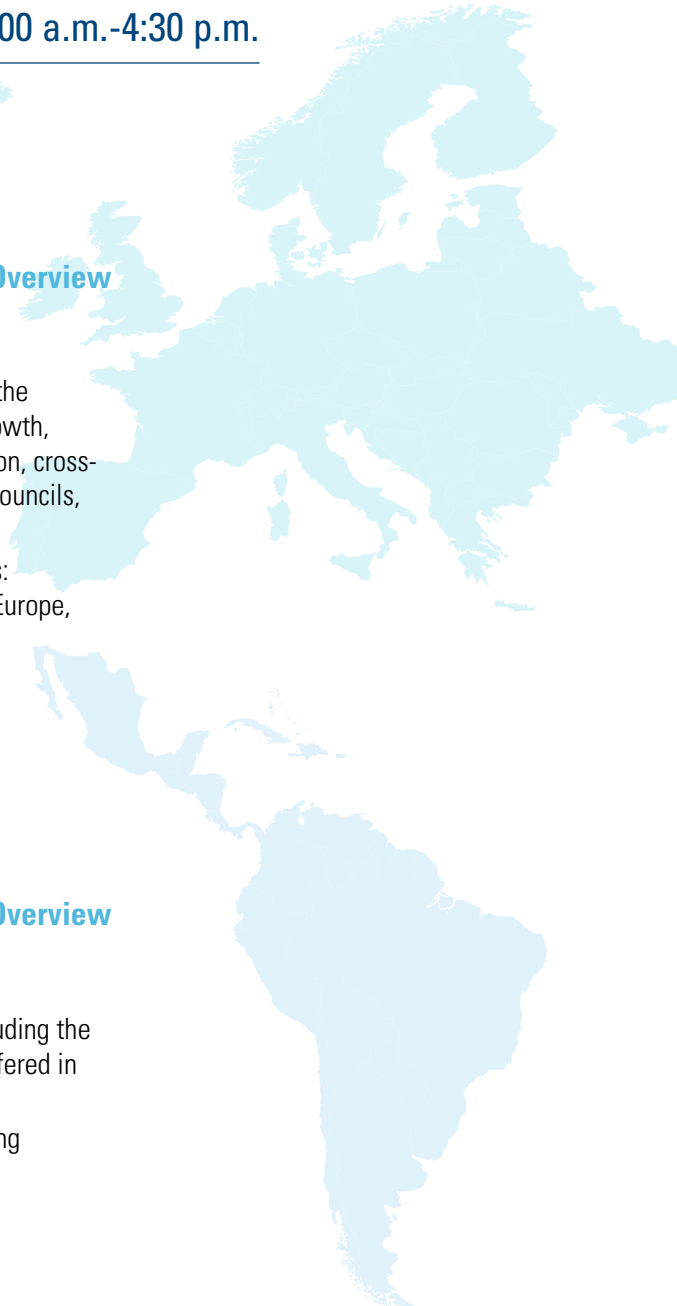 00 a.m.-4:30 p.m.
Overview
the
owth,
on, cross-
ouncils,
s:
Europe,
Overview
uding the
fered in
ng